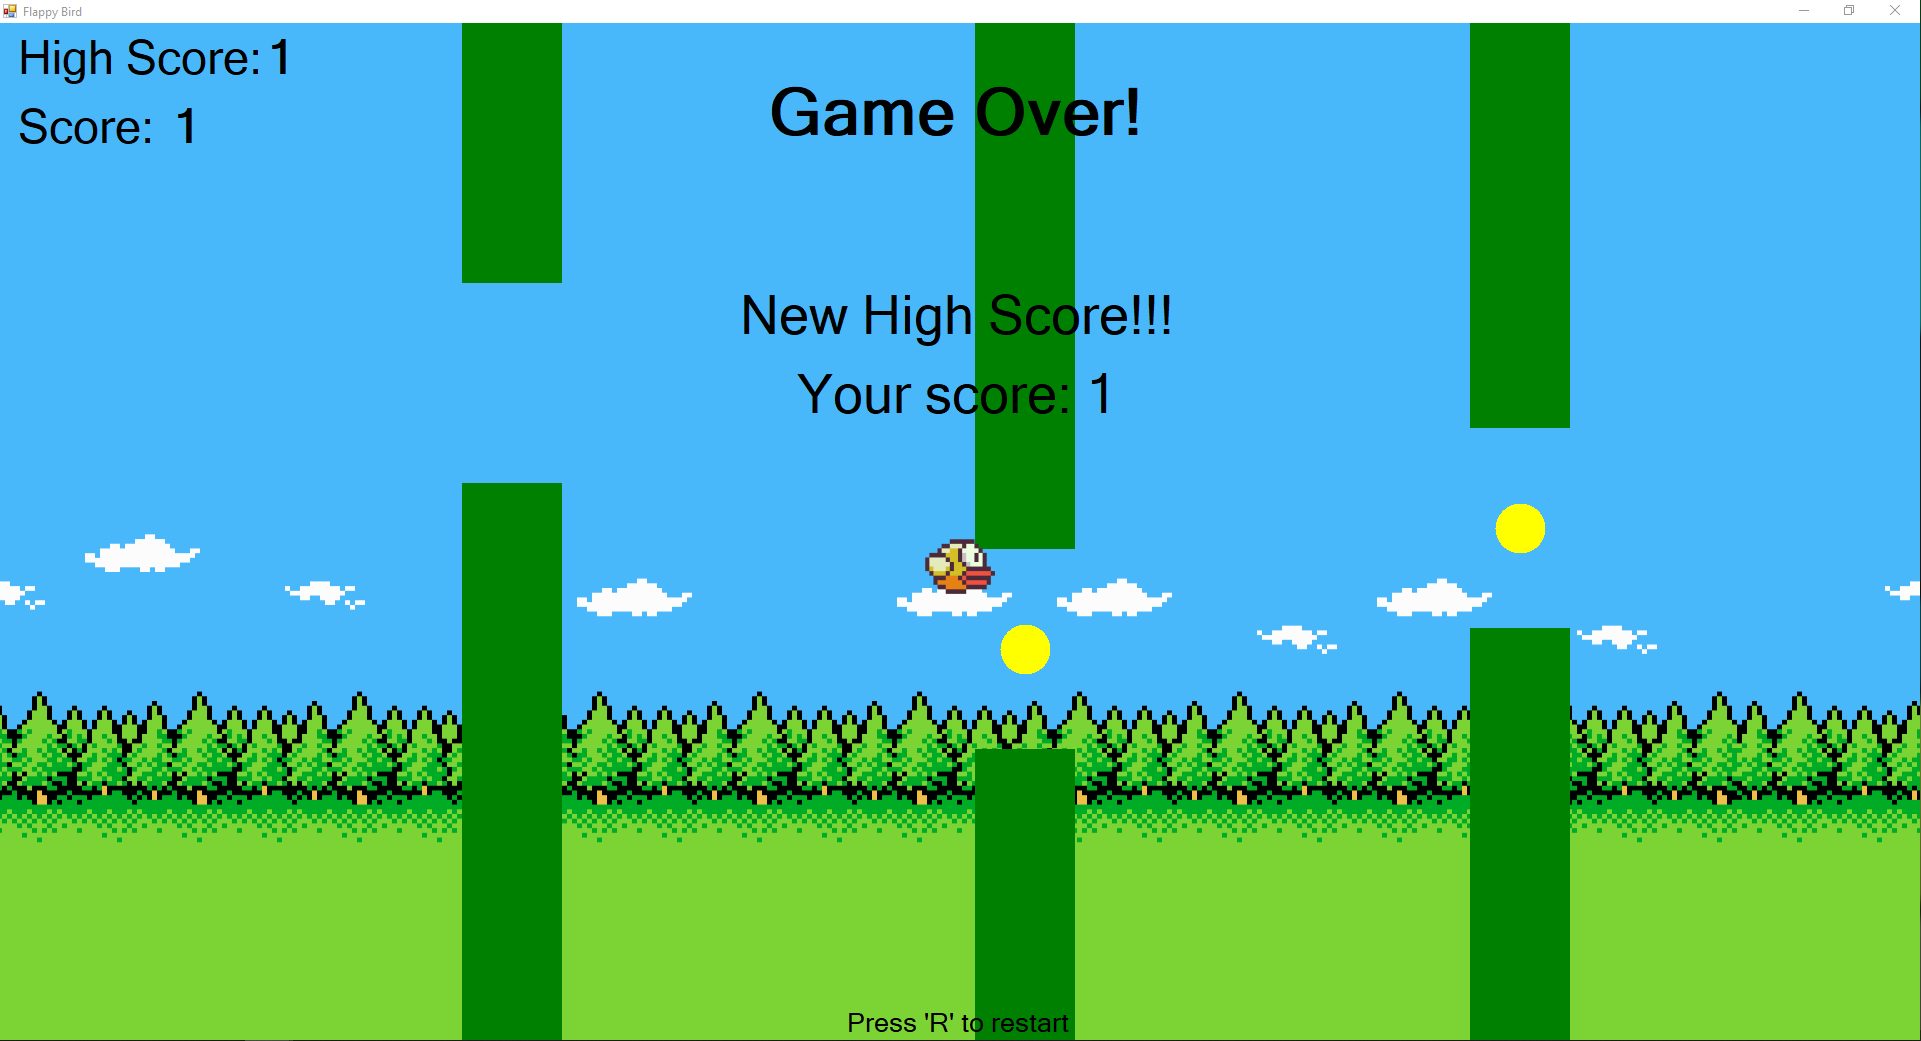 Flappy Bird
High Score: 1
Score: 1
Game Over!
New High Score!!!
Your score: 1
Press 'R' to restart